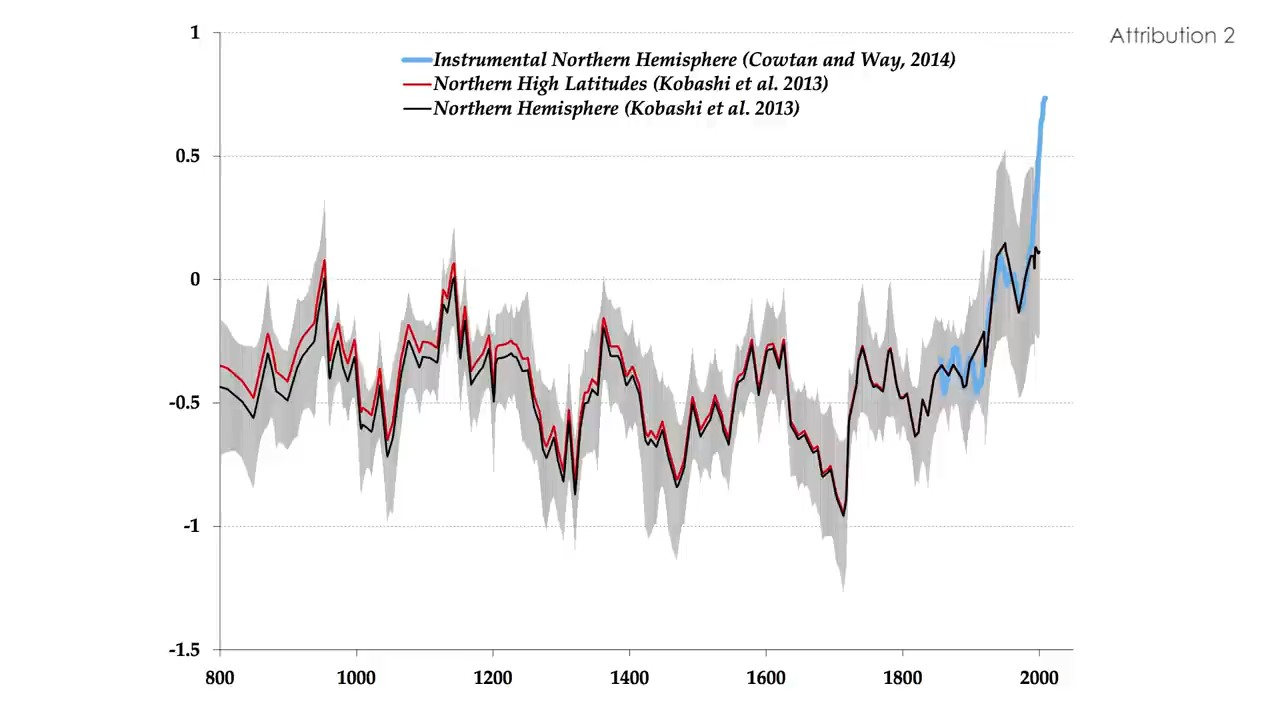 Attribution 2
1
Instrumental Northern Hemisphere (Cowtan and Way, 2014)
Northern High Latitudes (Kobashi et al. 2013)
Northern Hemisphere (Kobashi et al. 2013)
0.5
0
-0.5
-1
-1.5
800 1000 1200 1400 1600 1800 2000